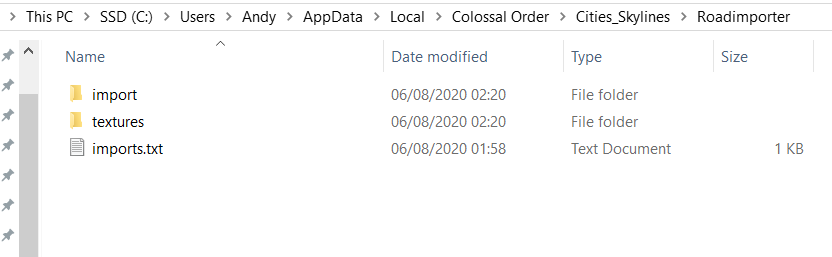 This PC > SSD (C:) > Users > Andy > AppData > Local > Colossal Order > Cities_Skylines > Roadimporter
Name Date modified Type Size
import 06/08/2020 02:20 File folder
textures 06/08/2020 02:20 File folder
imports.txt 06/08/2020 01:58 Text Document 1 KB